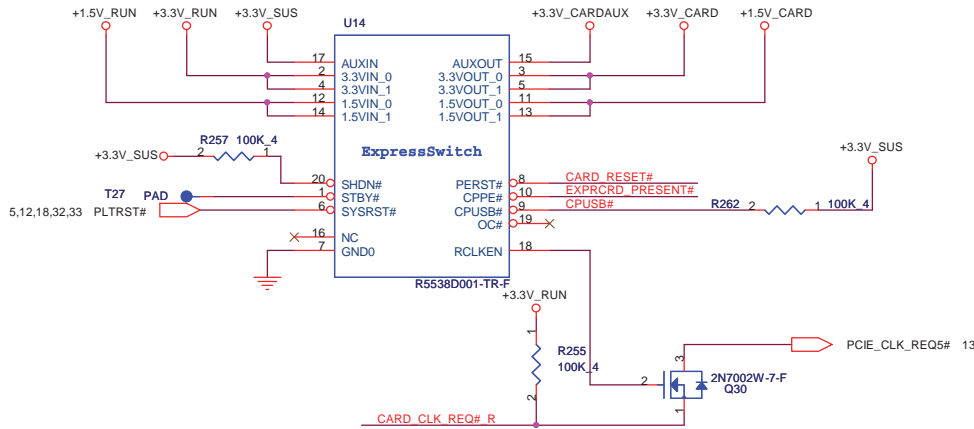 +1.5V_RUN +3.3V_RUN +3.3V_SUS U14 +3.3V_CARDAUX +3.3V_CARD +1.5V_CARD
17 AUXIN AUXOUT 15
2 3.3VIN_0 3.3VOUT_0 3
4 3.3VIN_1 3.3VOUT_1 5
12 1.5VIN_0 1.5VOUT_0 11
14 1.5VIN_1 1.5VOUT_1 13
R257 100K_4
ExpressSwitch
+3.3V_SUS 2 1 +3.3V_SUS
20 SHDN# PERST# 8 CARD_RESET#
T27 PAD 1 STBY# CPPE# 10 EXPRCRD_PRESENT#
5,12,18,32,33 PLTRST# 6 SYSRST# CPUSB# 9 CPUSB# R262 2 1 100K_4
OC# 19
16 NC
7 GND0 RCLKEN 18
R5538D001-TR-F
+3.3V_RUN
1
R255
100K_4
2
3 PCIE_CLK_REQ5# 13
2 2N7002W-7-F
Q30
1
CARD_CLK_REQ#_R